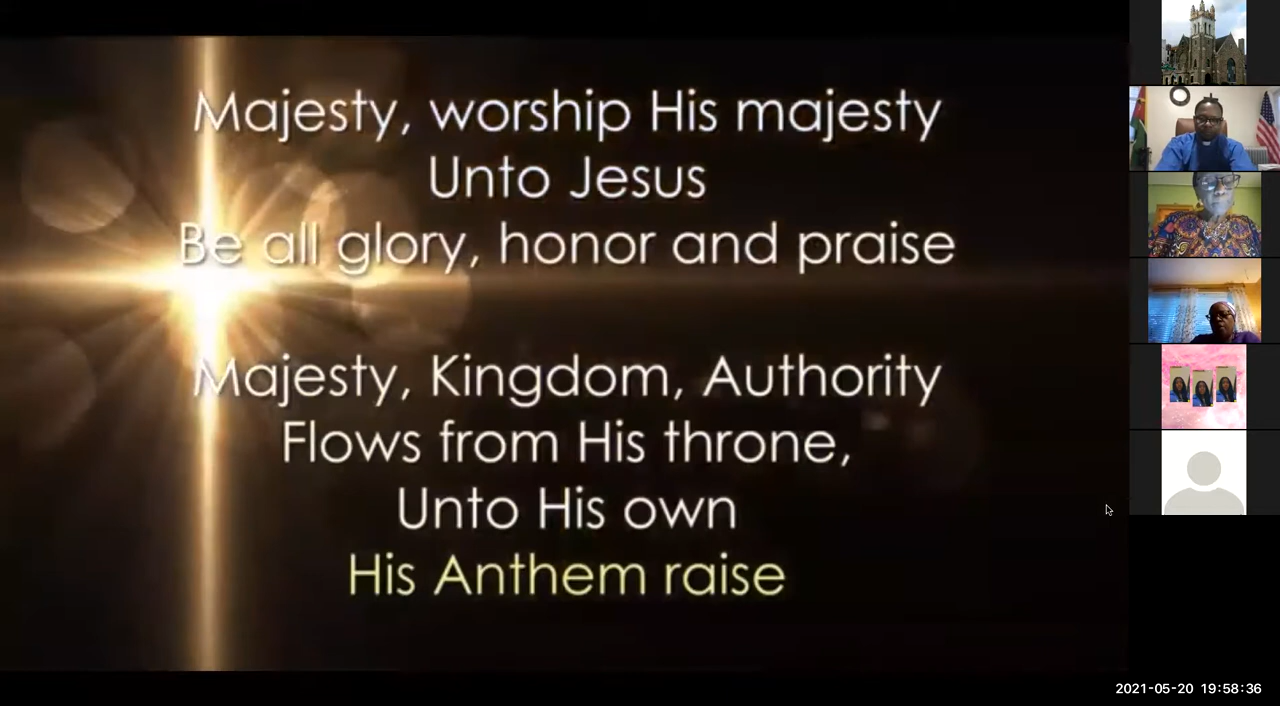 Majesty, worship His majesty
Unto Jesus
Be all glory, honor and praise
Majesty, Kingdom, Authority
Flows from His throne,
Unto His own
His Anthem raise
2021-05-20 19:58:36